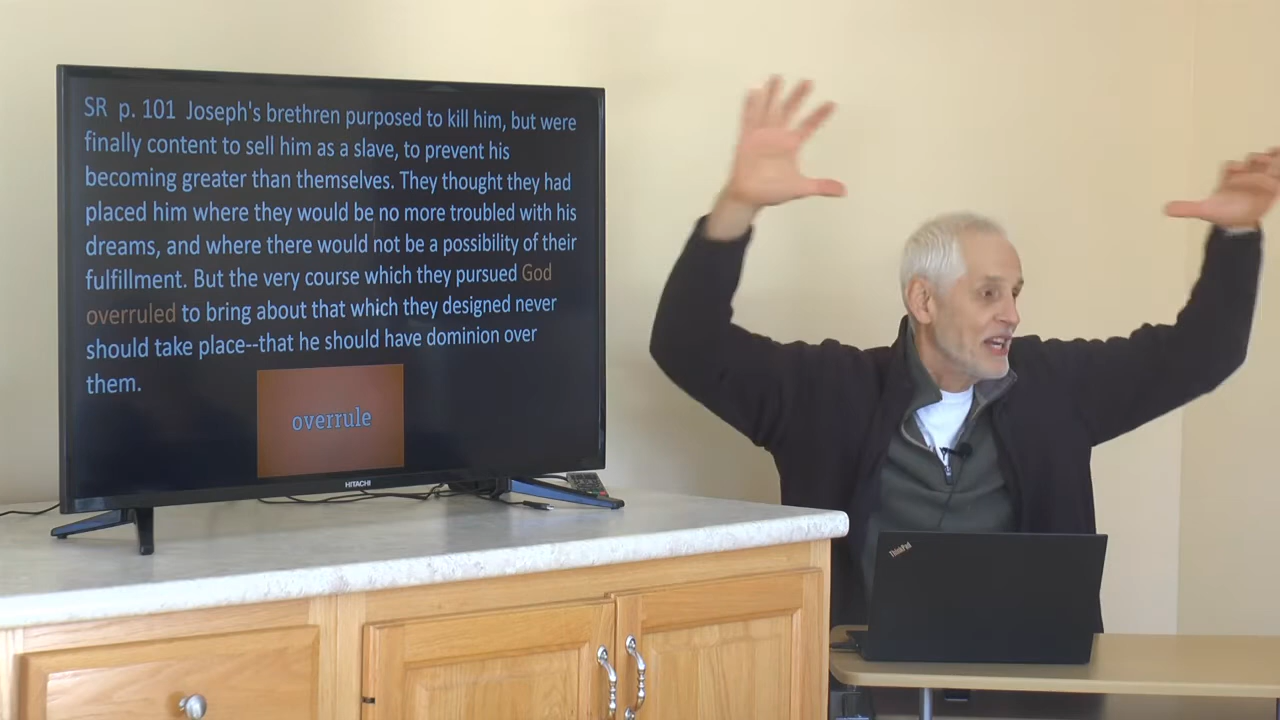 SR p. 101 Joseph's brethren purposed to kill him, but were
finally content to sell him as a slave, to prevent his
becoming greater than themselves. They thought they had
placed him where they would be no more troubled with his
dreams, and where there would not be a possibility of their
fulfillment. But the very course which they pursued God
overruled to bring about that which they designed never
should take place--that he should have dominion over
them.
overrule
HITACHI
ThinkPad